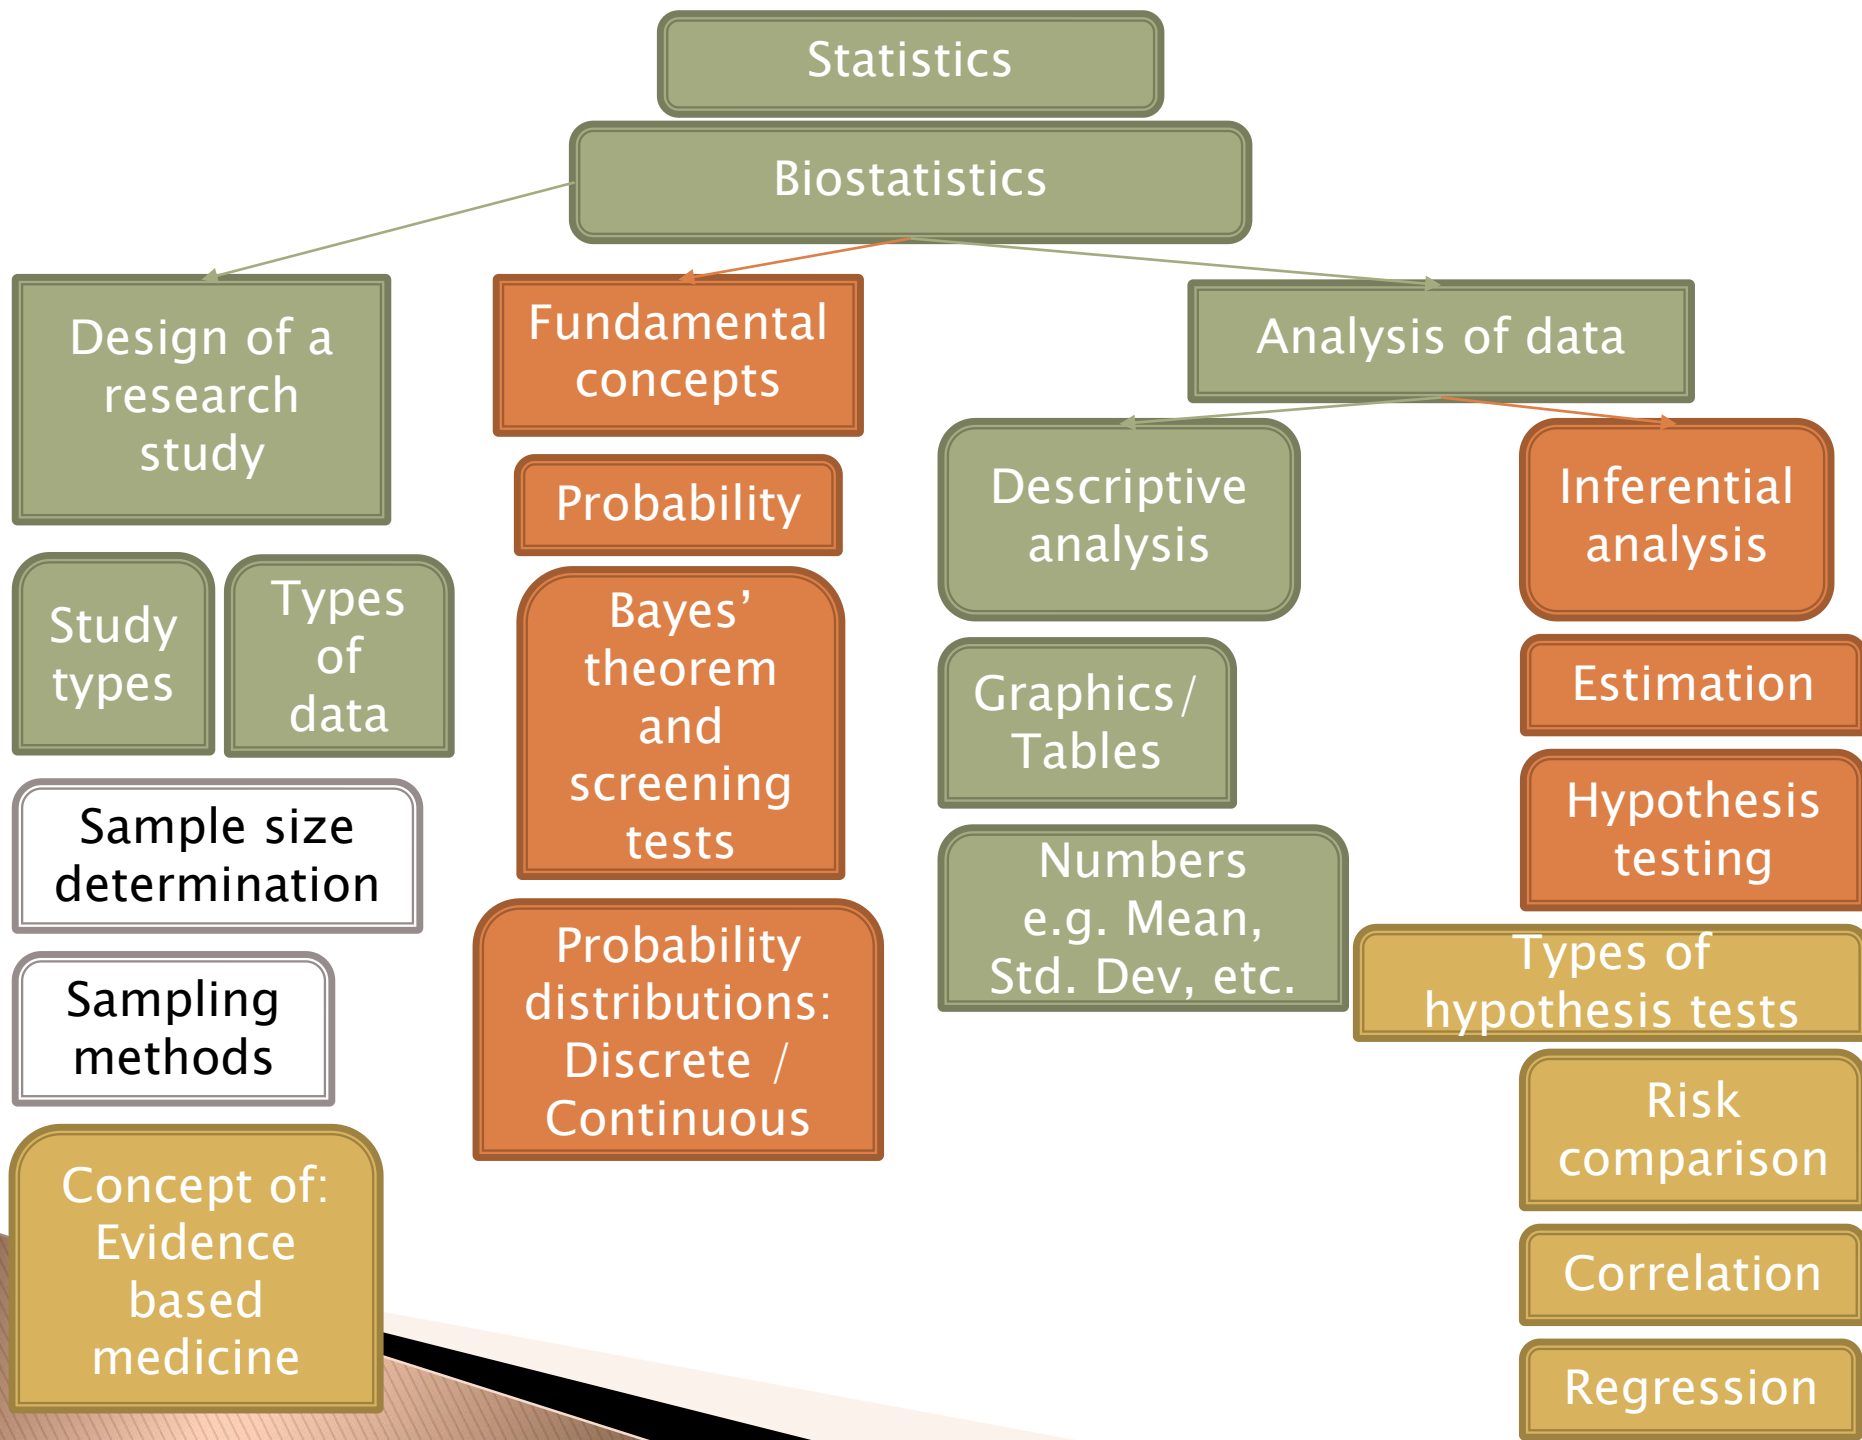 Statistics
Biostatistics
Design of a
research
study
Study
types
Types
of
data
Sample size
determination
Sampling
methods
Concept of:
Evidence
based
medicine
Fundamental
concepts
Probability
Bayes’
theorem
and
screening
tests
Probability
distributions:
Discrete /
Continuous
Analysis of data
Descriptive
analysis
Graphics/
Tables
Numbers
e.g. Mean,
Std. Dev, etc.
Inferential
analysis
Estimation
Hypothesis
testing
Types of
hypothesis tests
Risk
comparison
Correlation
Regression